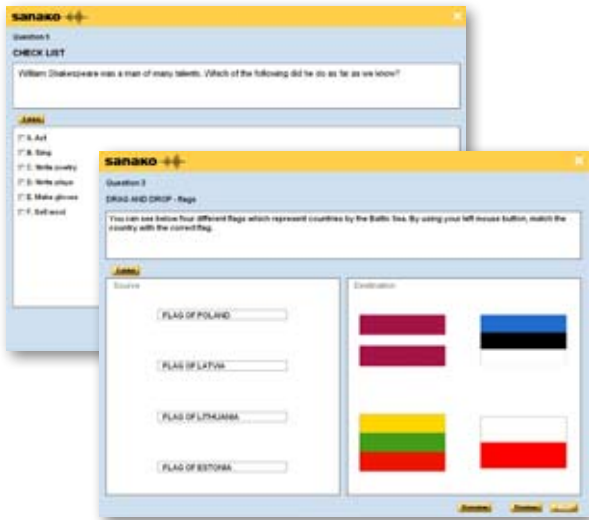 sanako
Question 1
CHECK LIST
William Shakespeare was a man of many talents. Which of the following did he do as far as we know?
Listen
A. Act
B. Sing
C. Write poetry
D. Write plays
E. Make gloves
F. Sell wool
sanako
Question 3
DRAG AND DROP - flags
You can see below four different flags which represent countries by the Baltic Sea. By using your left mouse button, match the
country with the correct flag.
Listen
Source
Destination
FLAG OF POLAND
FLAG OF LATVIA
FLAG OF LITHUANIA
FLAG OF ESTONIA